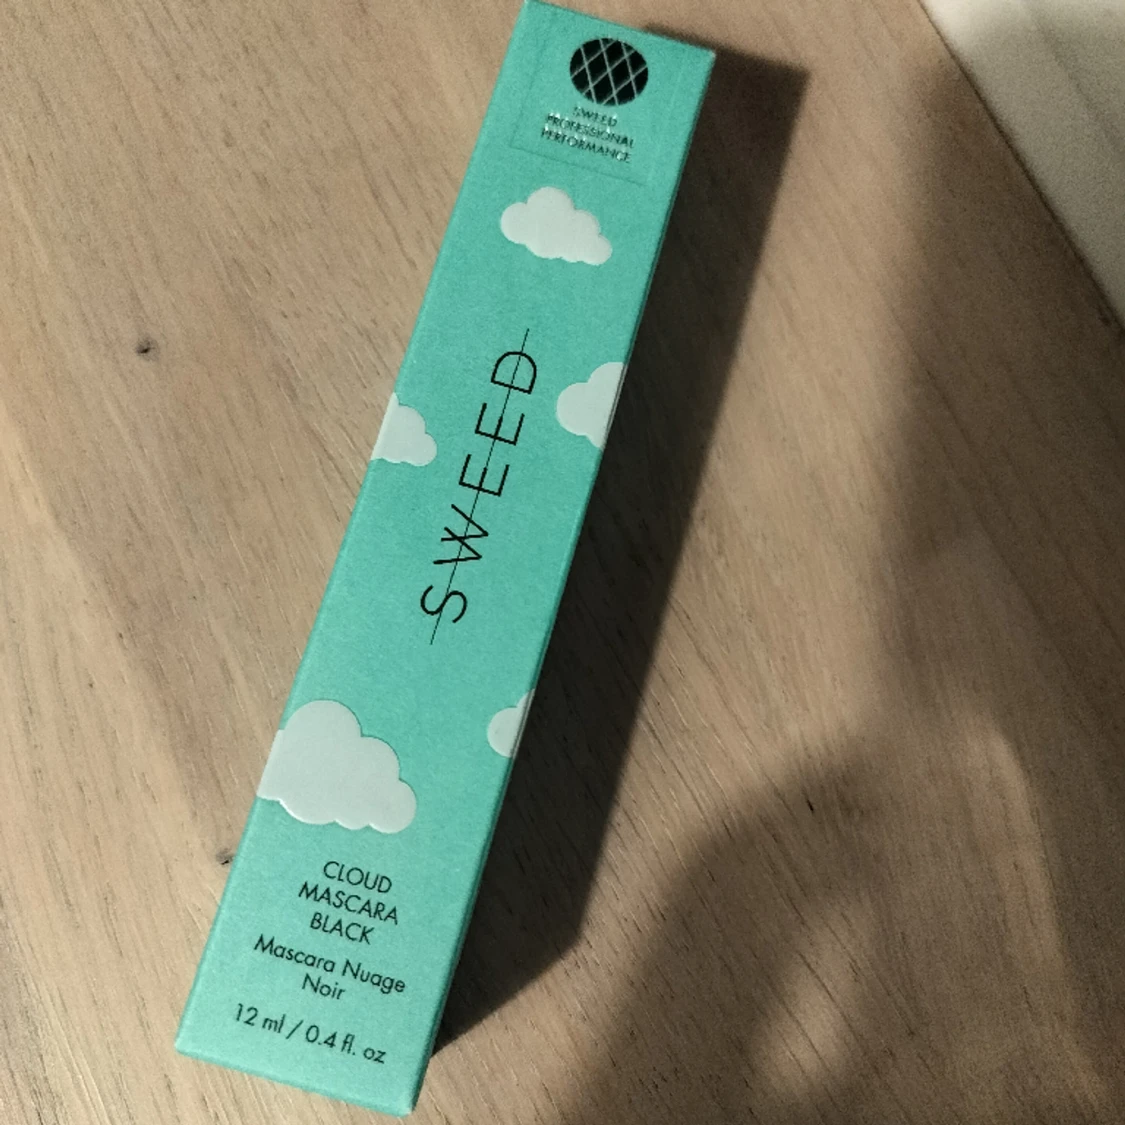 SWEED
PROFESSIONAL
PERFORMANCE
SWEED
CLOUD
MASCARA
BLACK
Mascara Nuage
Noir
12 ml / 0.4 fl. oz